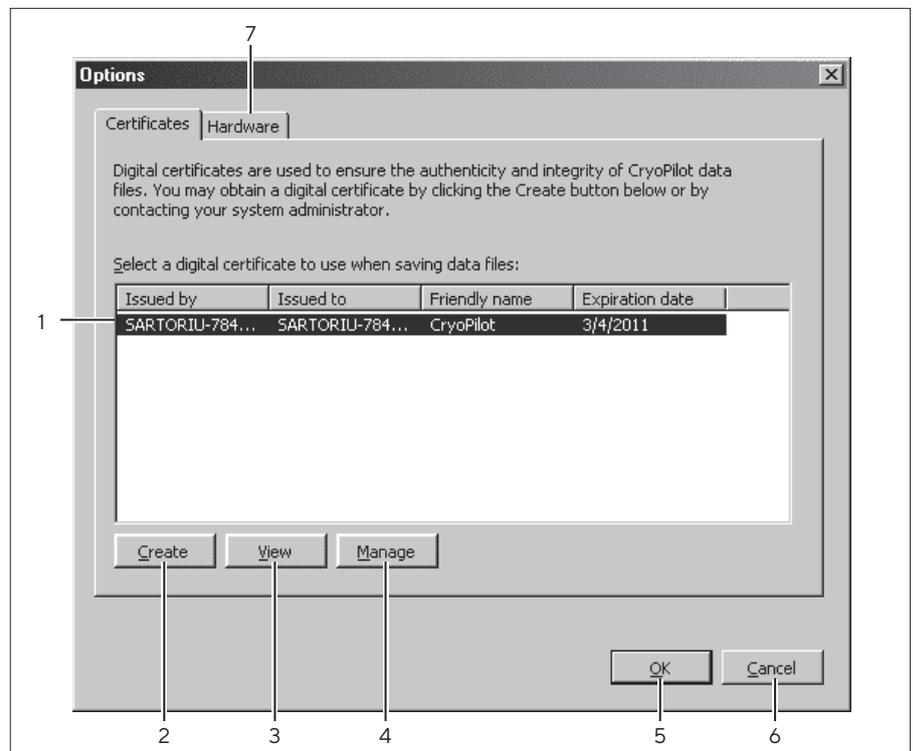 7
Options
Certificates
Hardware
Digital certificates are used to ensure the authenticity and integrity of CryoPilot data
files. You may obtain a digital certificate by clicking the Create button below or by
contacting your system administrator.
Select a digital certificate to use when saving data files:
Issued by Issued to Friendly name Expiration date
1
SARTORIU-784... SARTORIU-784... CryoPilot 3/4/2011
Create View Manage
OK Cancel
2 3 4 5 6